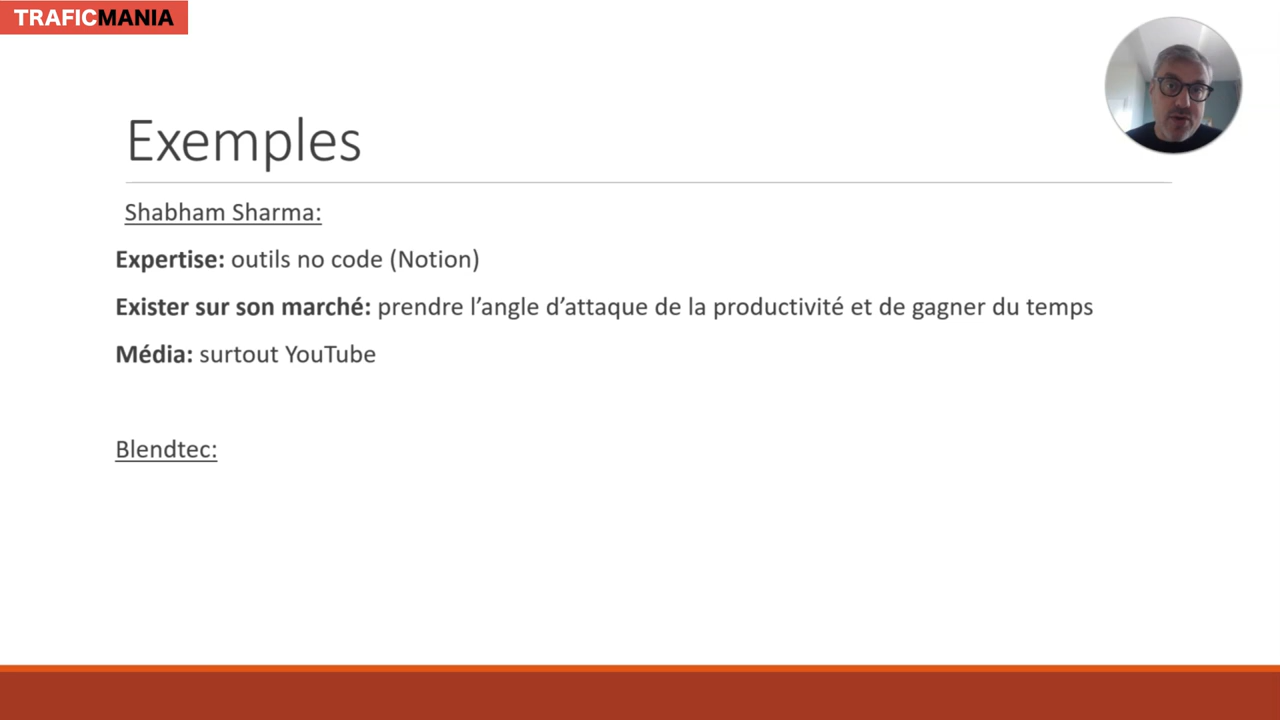 TRAFICMANIA
Exemples
Shabham Sharma:
Expertise: outils no code (Notion)
Exister sur son marché: prendre l’angle d’attaque de la productivité et de gagner du temps
Média: surtout YouTube
Blendtec: